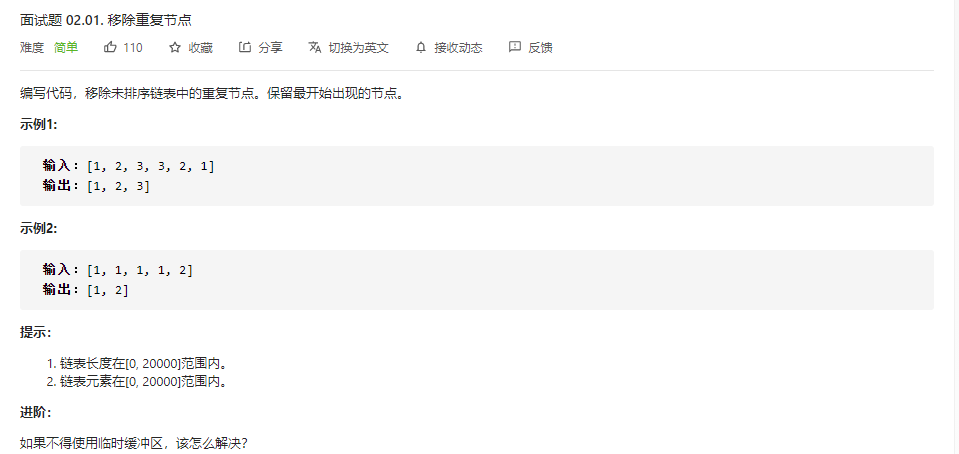 面试题 02.01. 移除重复节点
难度 简单 110 收藏 分享 切换为英文 接收动态 反馈
编写代码，移除未排序链表中的重复节点。保留最开始出现的节点。
示例1:
输入：[1, 2, 3, 3, 2, 1]
输出：[1, 2, 3]
示例2:
输入：[1, 1, 1, 1, 2]
输出：[1, 2]
提示：
1. 链表长度在[0, 20000]范围内。
2. 链表元素在[0, 20000]范围内。
进阶：
如果不得使用临时缓冲区，该怎么解决？